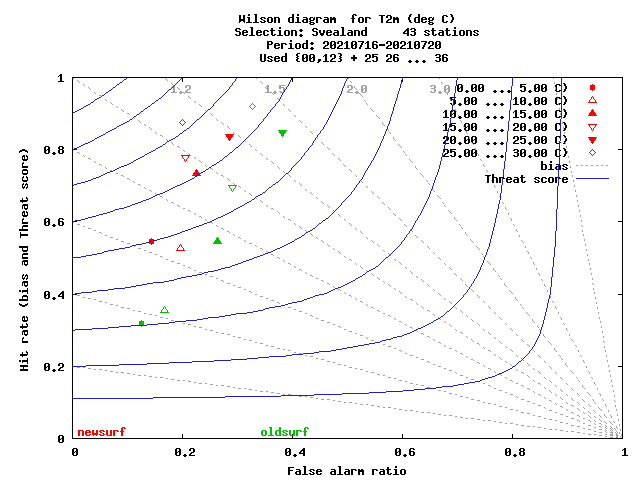 Wilson diagram  for T2m (deg C)
Selection: Svealand     43 stations
Period: 20210716-20210720
Used {00,12} + 25 26 ... 36
Hit rate (bias and Threat score)
1
0.8
0.6
0.4
0.2
0
1.2
1.5
2.0
3.0
0.00 ... 5.00 C)
5.00 ... 10.00 C)
10.00 ... 15.00 C)
15.00 ... 20.00 C)
20.00 ... 25.00 C)
25.00 ... 30.00 C)
bias
Threat score
newsurf
oldsurf
0 0.2 0.4 0.6 0.8 1
False alarm ratio